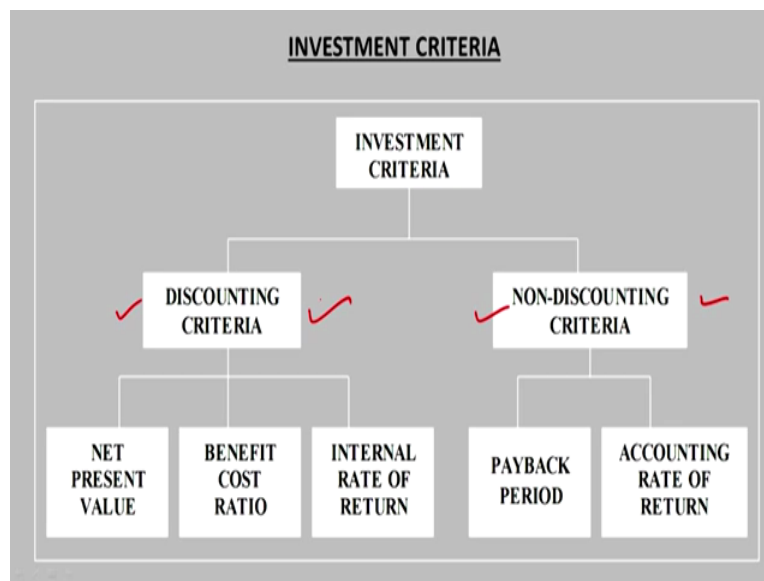 INVESTMENT CRITERIA
INVESTMENT
CRITERIA
DISCOUNTING
CRITERIA
NON-DISCOUNTING
CRITERIA
NET
PRESENT
VALUE
BENEFIT
COST
RATIO
INTERNAL
RATE OF
RETURN
PAYBACK
PERIOD
ACCOUNTING
RATE OF
RETURN